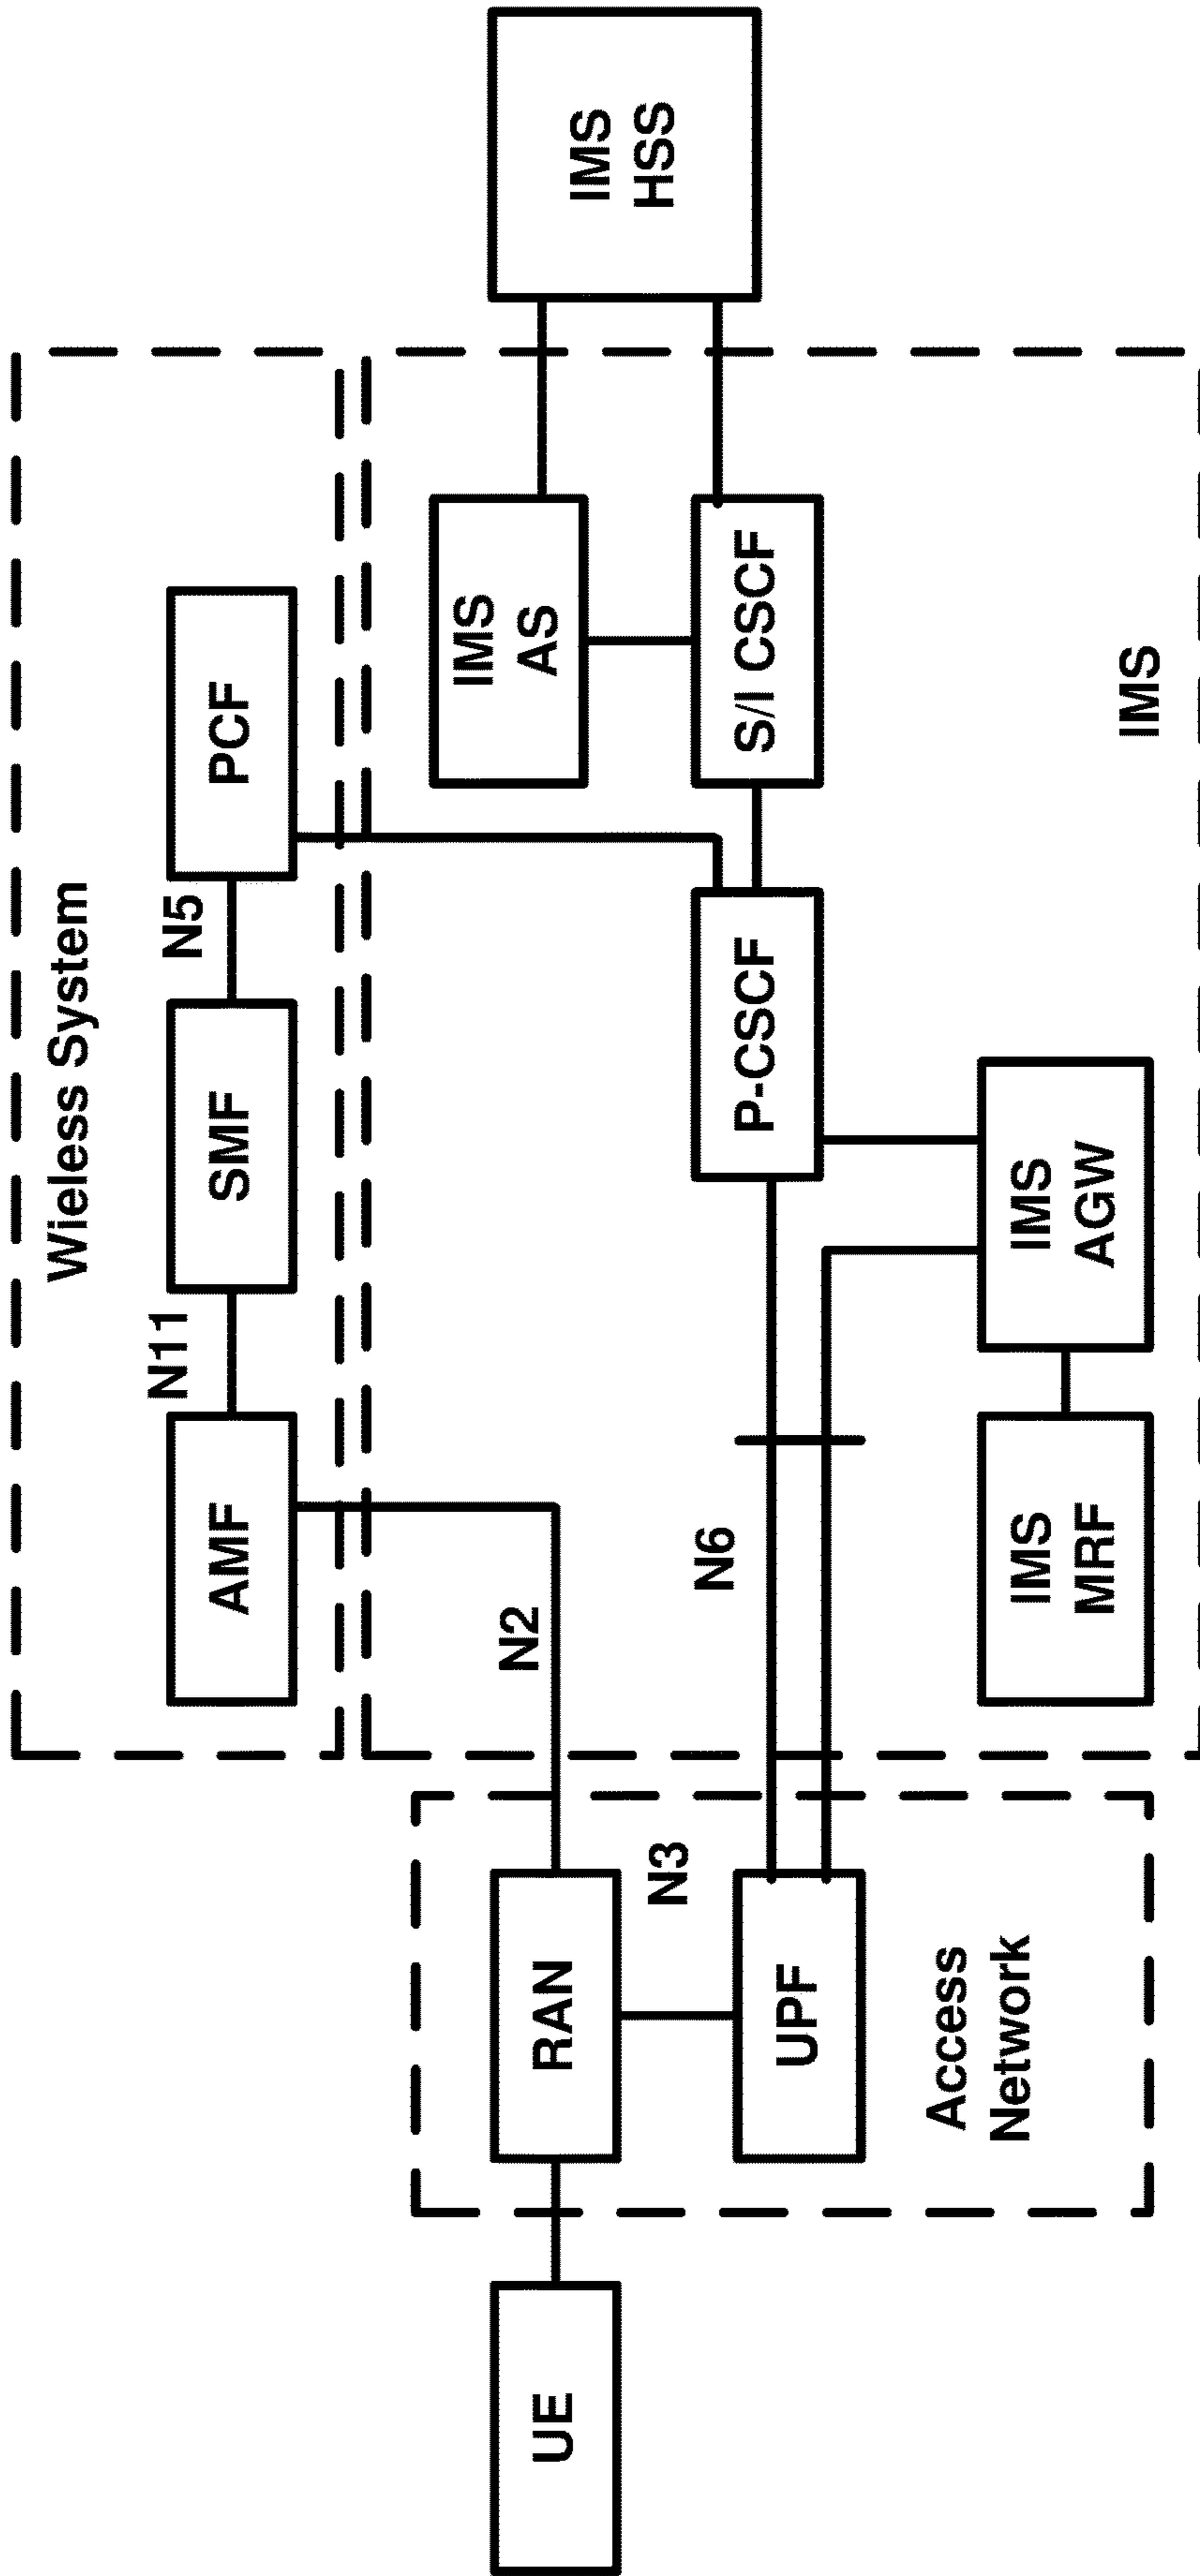 Wieless System
AMF
N11
SMF
N5
PCF
N2
IMS
AS
IMS
HSS
UE
RAN
N3
N6
UPF
P-CSCF
S/I CSCF
Access
Network
IMS
MRF
IMS
AGW
IMS